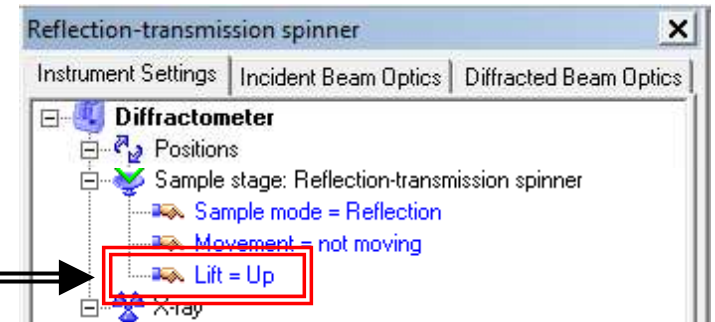 Reflection-transmission spinner
Instrument Settings Incident Beam Optics Diffracted Beam Optics
Diffractometer
Positions
Sample stage: Reflection-transmission spinner
Sample mode = Reflection
Movement = not moving
Lift = Up
X-ray